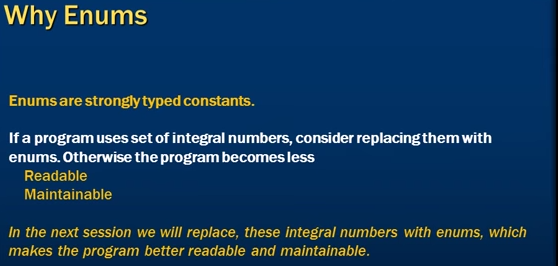 Why Enums
Enums are strongly typed constants.
If a program uses set of integral numbers, consider replacing them with
enums. Otherwise the program becomes less
Readable
Maintainable
In the next session we will replace, these integral numbers with enums, which
makes the program better readable and maintainable.